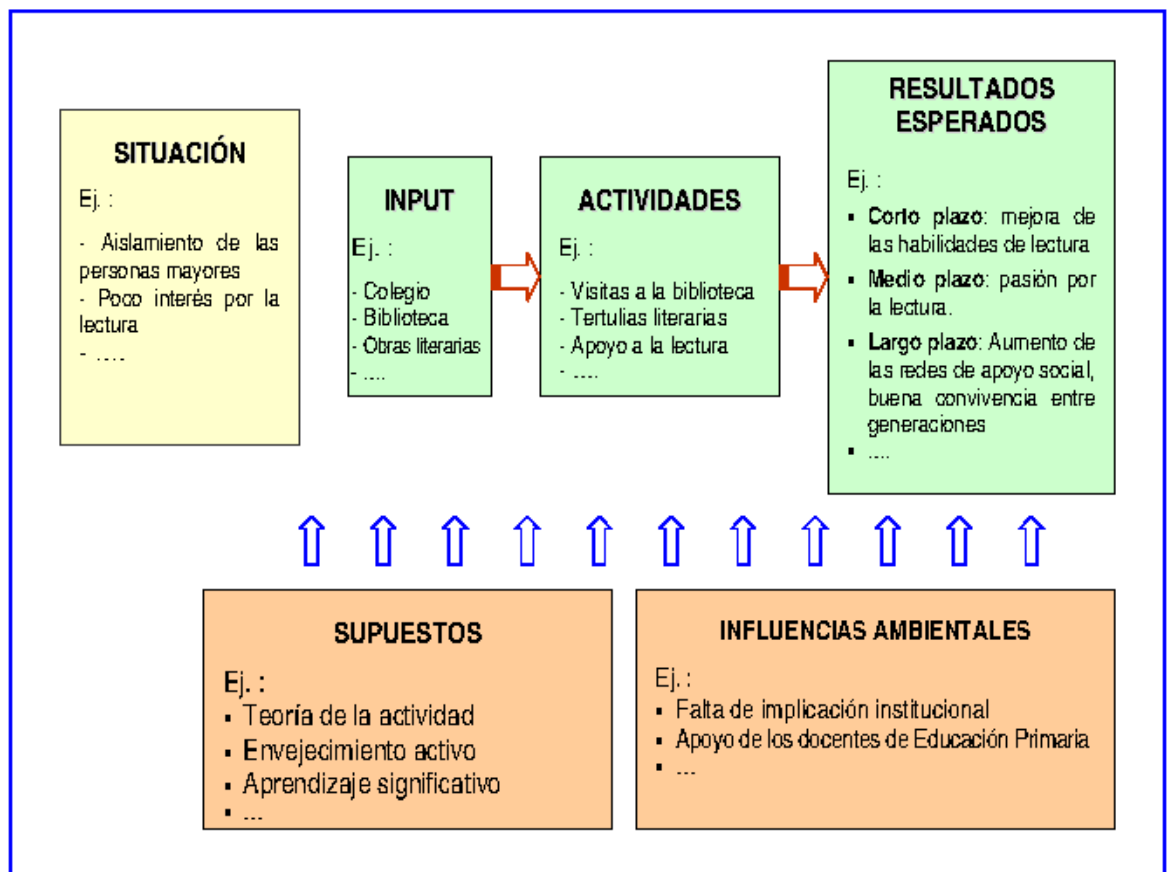 SITUACIÓN
Ej. :
- Aislamiento de las
personas mayores
- Poco interés por la
lectura
- ....
INPUT
Ej. :
- Colegio
- Biblioteca
- Obras literarias
- ....
ACTIVIDADES
Ej. :
- Visitas a la biblioteca
- Tertulias literarias
- Apoyo a la lectura
- ....
RESULTADOS
ESPERADOS
Ej. :
▪ Corto plazo: mejora de
las habilidades de lectura
▪ Medio plazo: pasión por
la lectura.
▪ Largo plazo: Aumento de
las redes de apoyo social,
buena convivencia entre
generaciones
▪ ....
SUPUESTOS
Ej. :
▪ Teoría de la actividad
▪ Envejecimiento activo
▪ Aprendizaje significativo
▪ ...
INFLUENCIAS AMBIENTALES
Ej. :
▪ Falta de implicación institucional
▪ Apoyo de los docentes de Educación Primaria
▪ ...